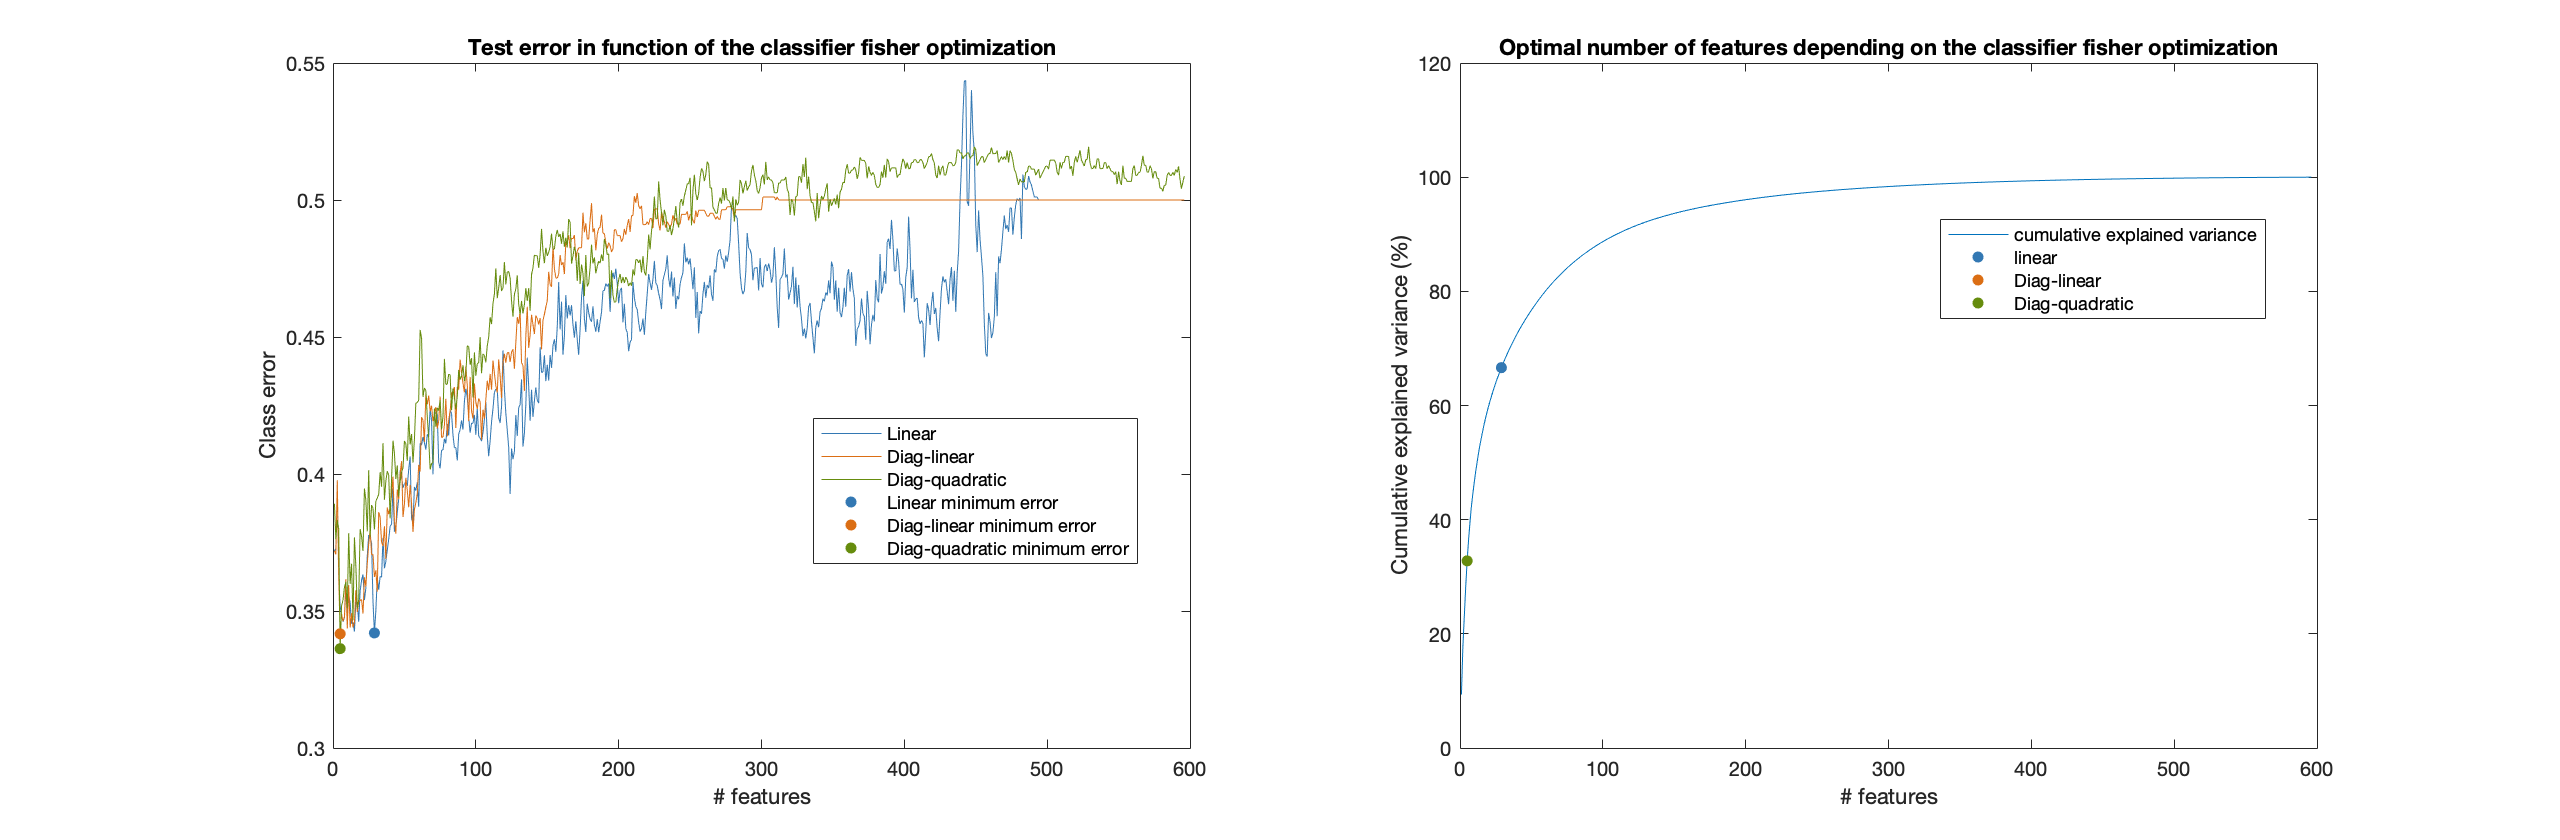 Test error in function of the classifier fisher optimization
0.55
0.5
0.45
0.4
0.35
0.3
Class error
0 100 200 300 400 500 600
# features
Linear
Diag-linear
Diag-quadratic
Linear minimum error
Diag-linear minimum error
Diag-quadratic minimum error
Optimal number of features depending on the classifier fisher optimization
120
100
80
60
40
20
0
Cumulative explained variance (%)
0 100 200 300 400 500 600
# features
cumulative explained variance
linear
Diag-linear
Diag-quadratic